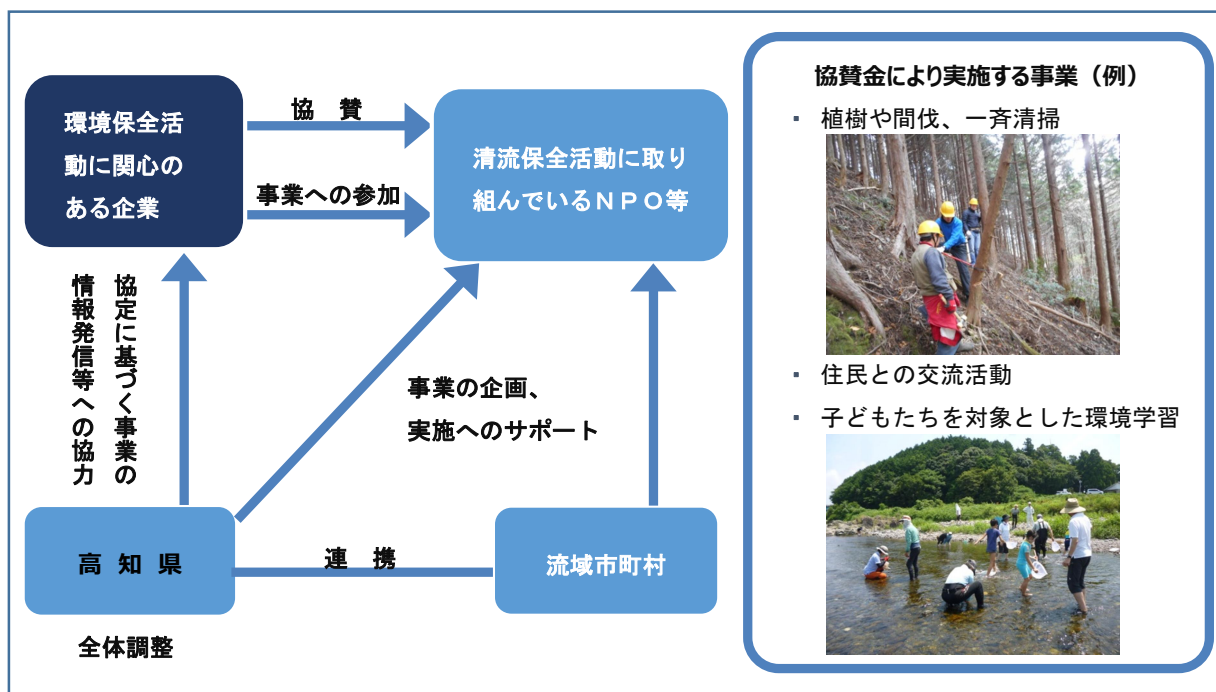 環境保全活
動に関心の
ある企業
協 賛
事業への参加
清流保全活動に取り
組んでいるＮＰＯ等
協定に基づく事業の
情報発信等への協力
事業の企画、
実施へのサポート
高 知 県
連 携
流域市町村
全体調整
協賛金により実施する事業（例）
▪ 植樹や間伐、一斉清掃
▪ 住民との交流活動
▪ 子どもたちを対象とした環境学習